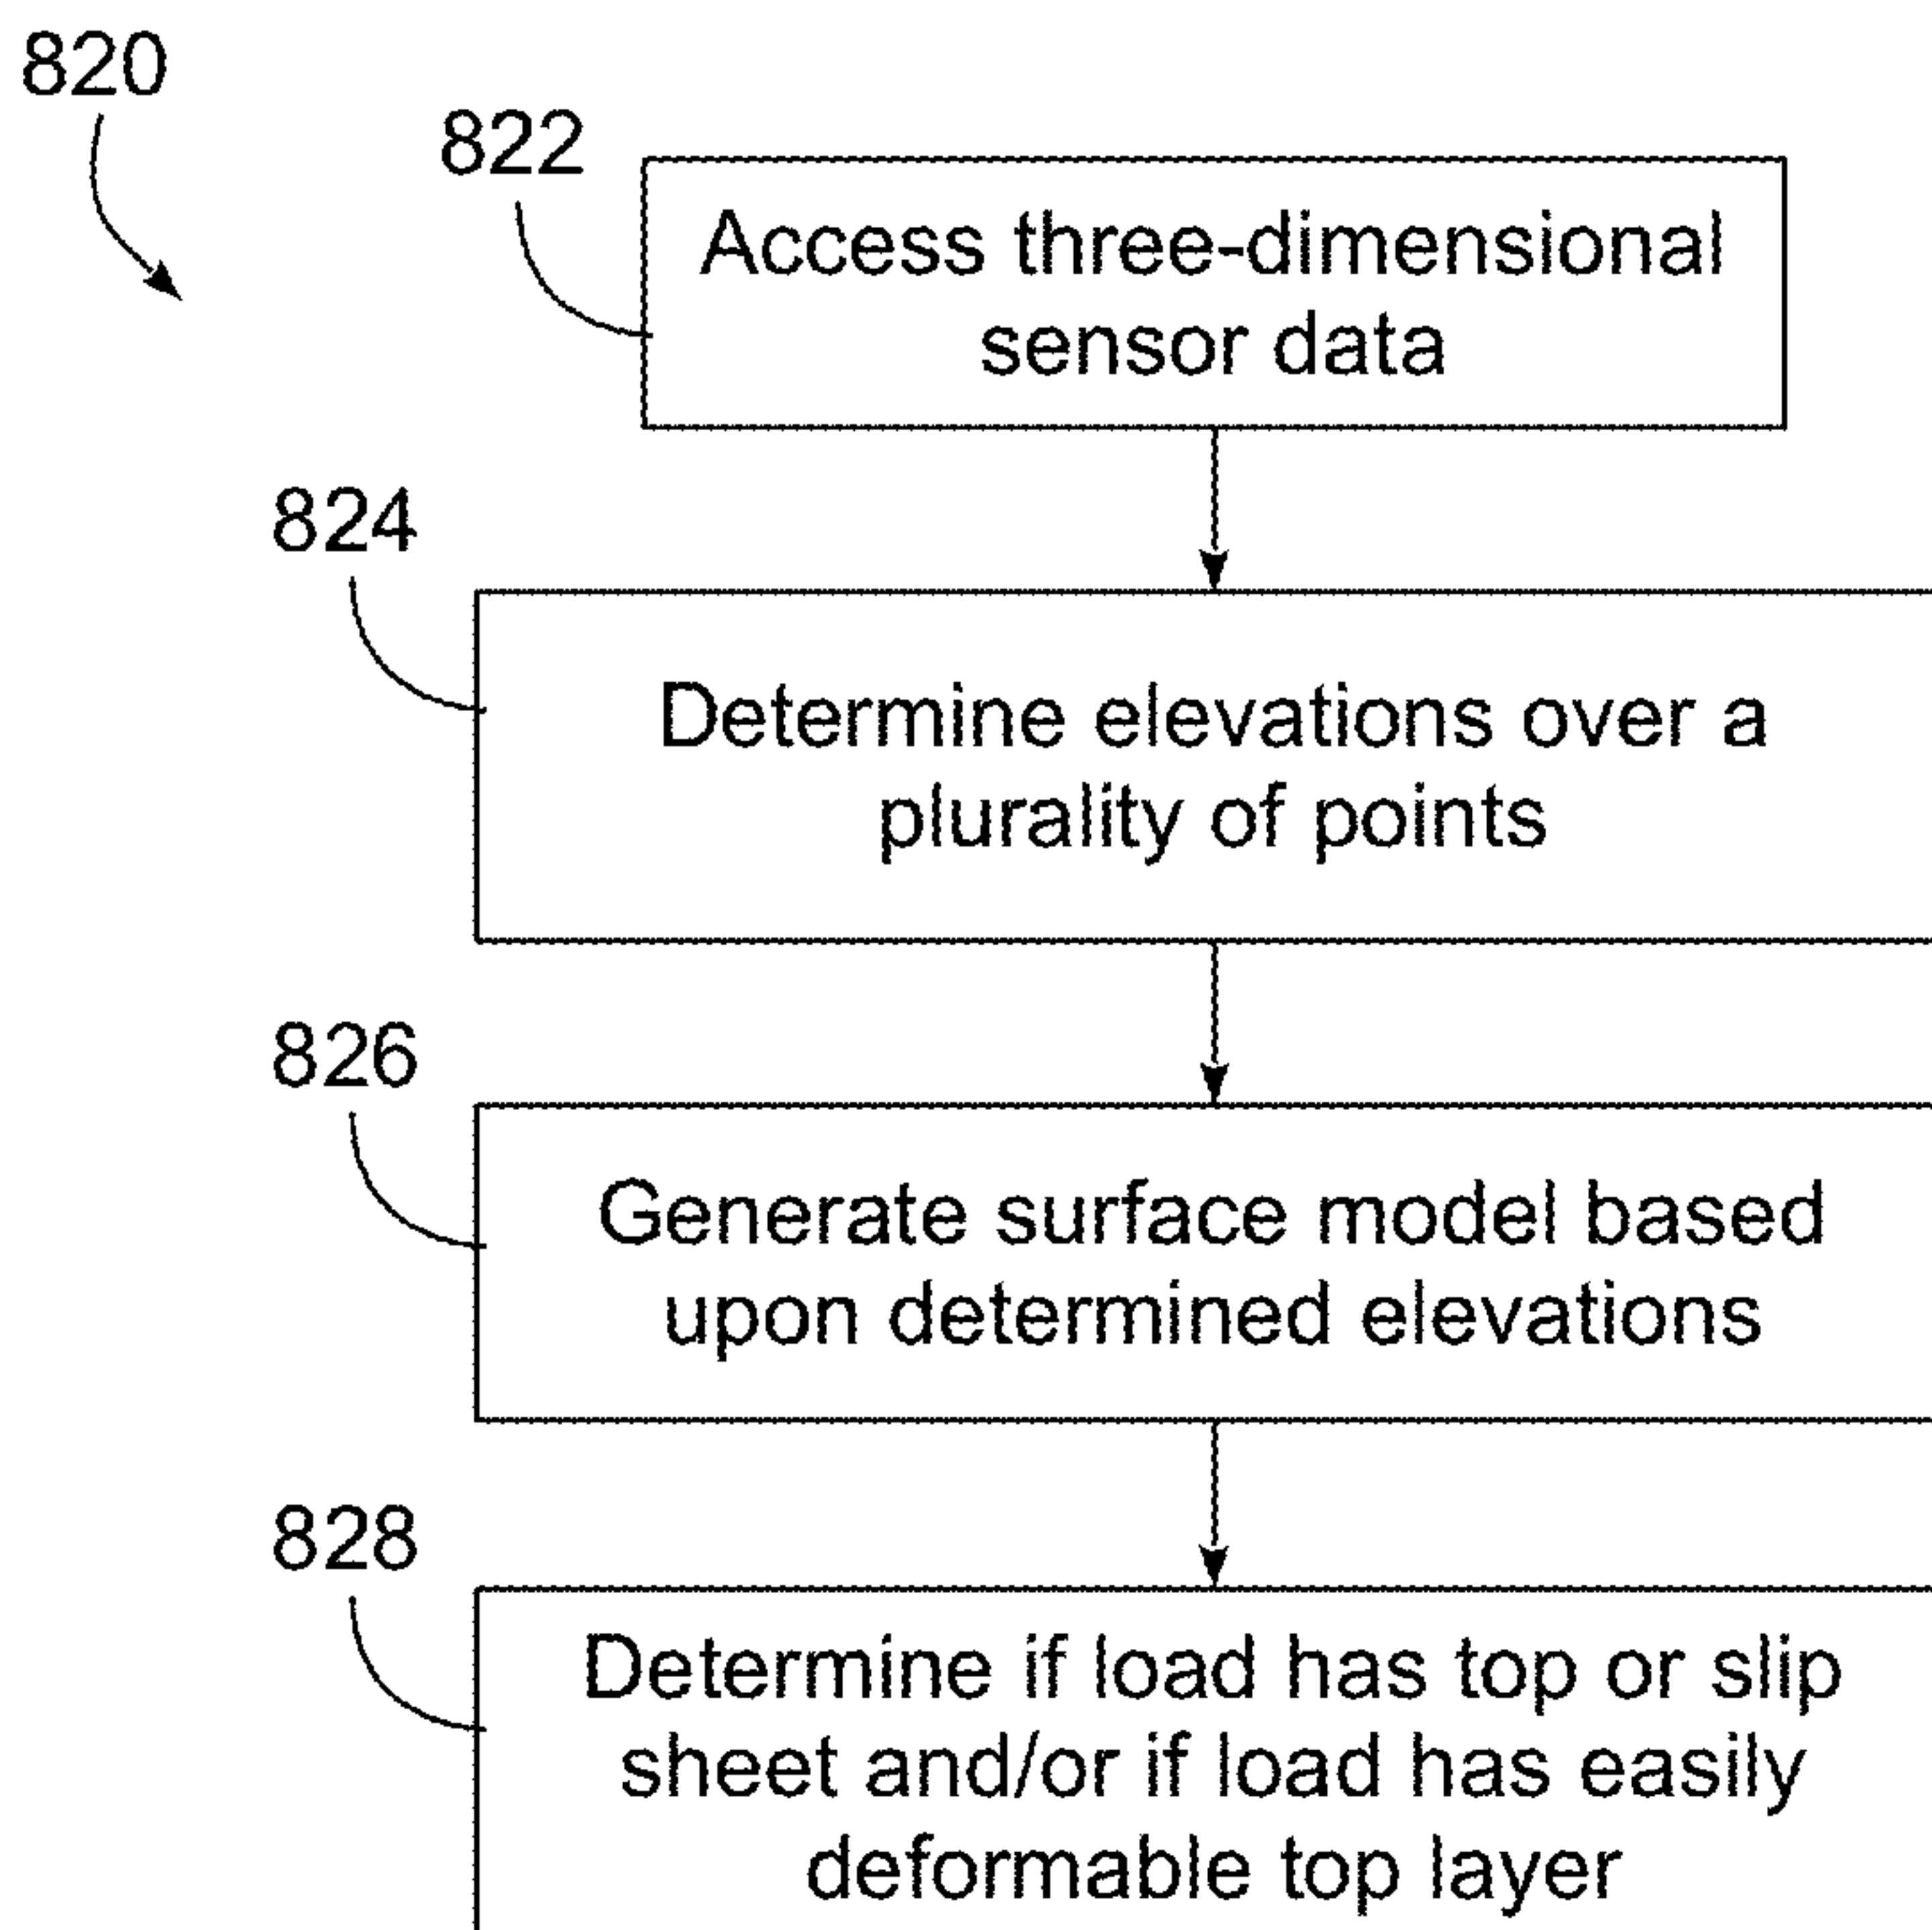 820
822
Access three-dimensional
sensor data
824
Determine elevations over a
plurality of points
826
Generate surface model based
upon determined elevations
828
Determine if load has top or slip
sheet and/or if load has easily
deformable top layer